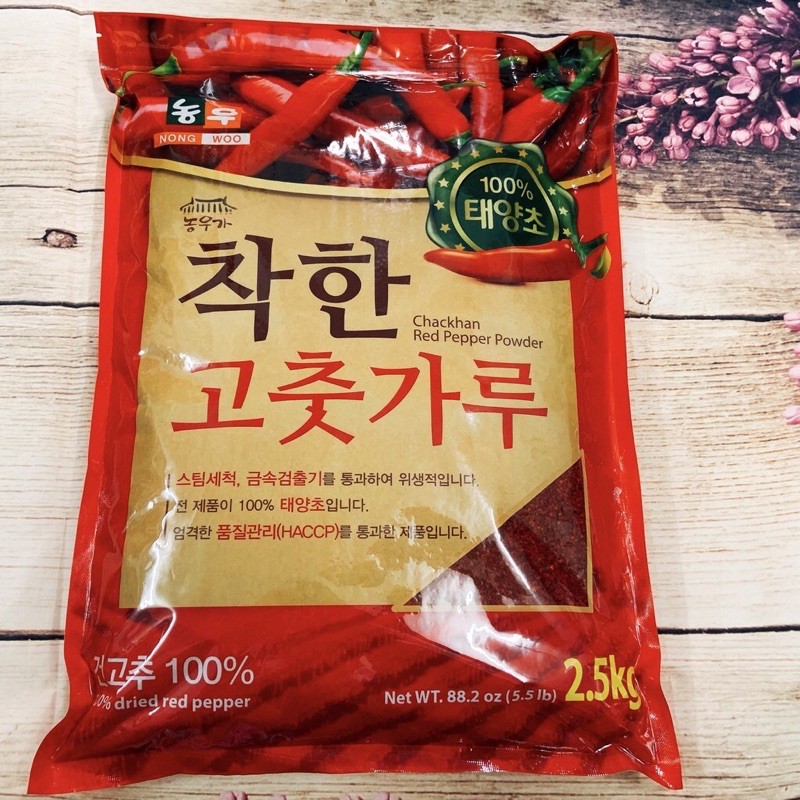 농우
NONG WOO
100%
태양초
농우가
착한
Chackhan
Red Pepper Powder
고춧가루
스팀세척, 금속검출기를 통과하여 위생적입니다.
전 제품이 100% 태양초입니다.
엄격한 품질관리(HACCP)를 통과한 제품입니다.
건고추 100%
100% dried red pepper
Net WT. 88.2 oz (5.5 lb) 2.5kg